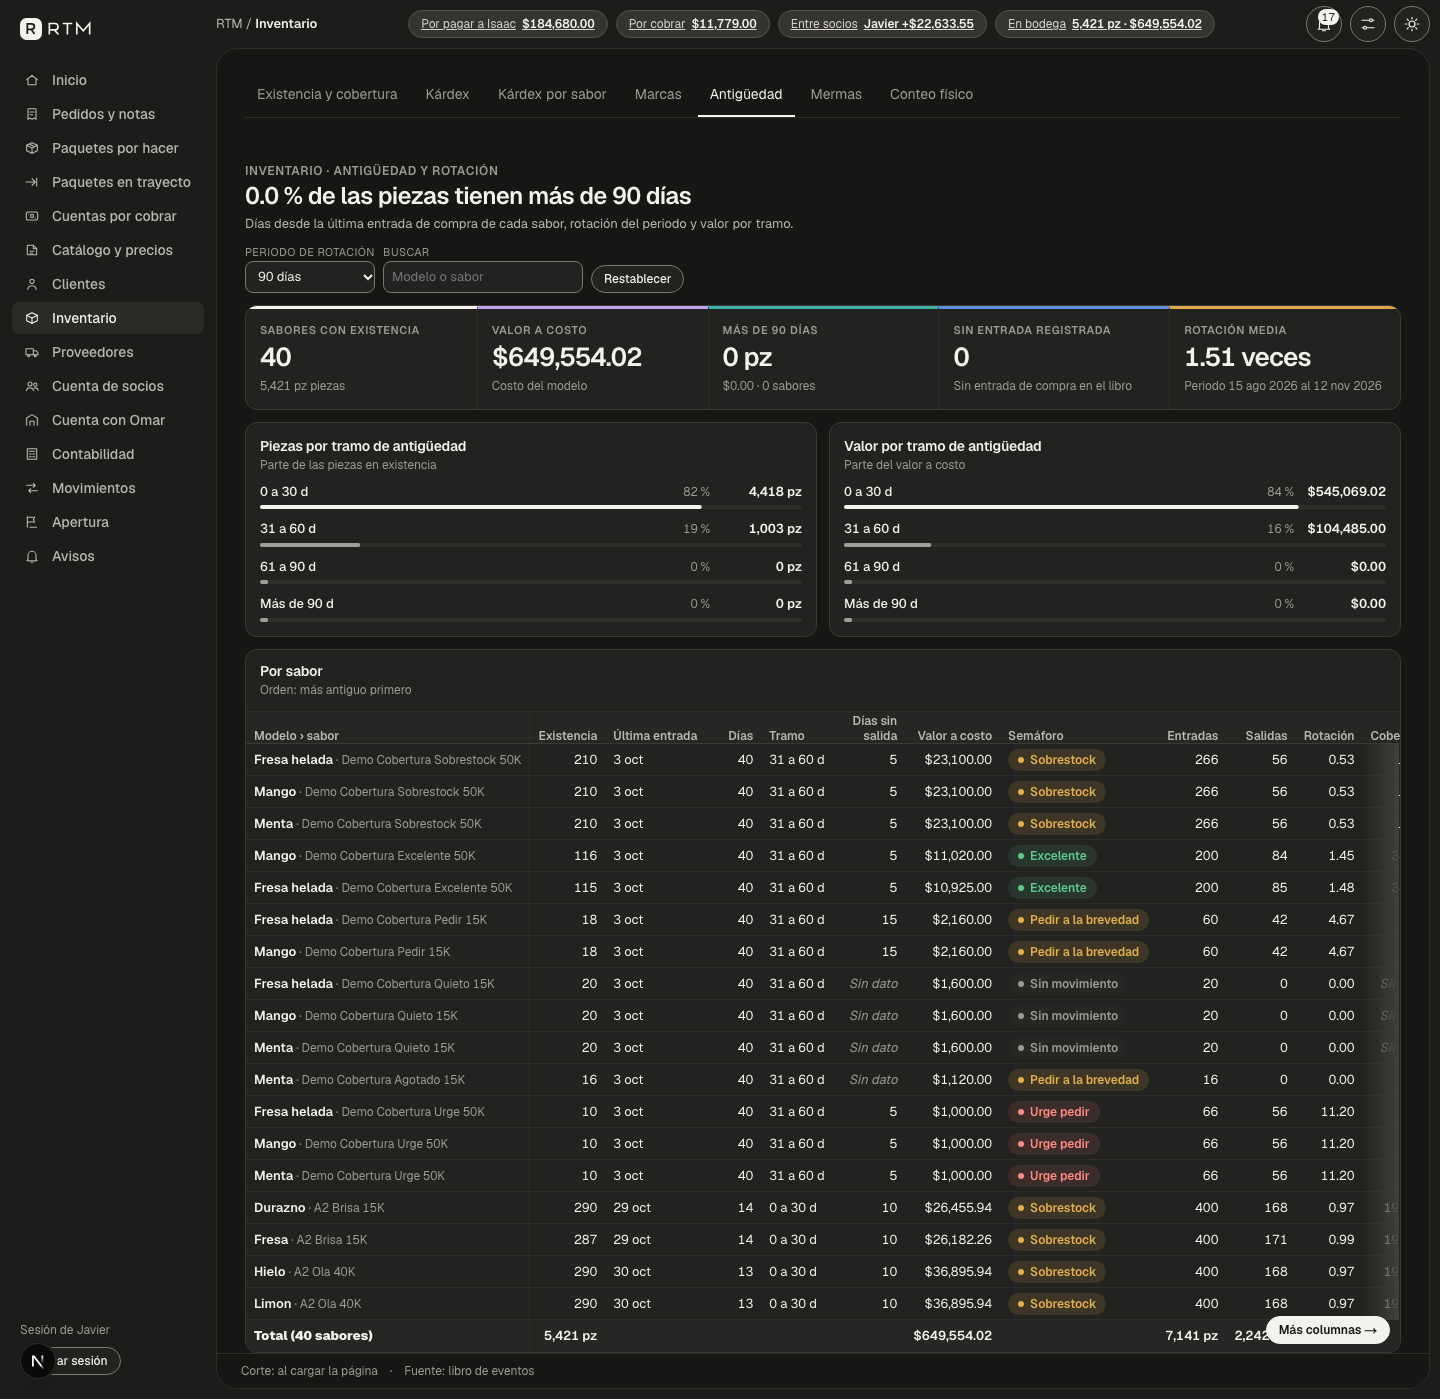 R RTM
RTM / Inventario
Por pagar a Isaac $184,680.00
Por cobrar $11,779.00
Entre socios Javier +$22,633.55
En bodega 5,421 pz · $649,554.02
17
Inicio
Pedidos y notas
Paquetes por hacer
Paquetes en trayecto
Cuentas por cobrar
Catálogo y precios
Clientes
Inventario
Proveedores
Cuenta de socios
Cuenta con Omar
Contabilidad
Movimientos
Apertura
Avisos
Sesión de Javier
N ar sesión
Existencia y cobertura Kárdex Kárdex por sabor Marcas Antigüedad Mermas Conteo físico
INVENTARIO · ANTIGÜEDAD Y ROTACIÓN
0.0 % de las piezas tienen más de 90 días
Días desde la última entrada de compra de cada sabor, rotación del periodo y valor por tramo.
PERIODO DE ROTACIÓN BUSCAR
90 días Modelo o sabor Restablecer
SABORES CON EXISTENCIA
40
5,421 pz piezas
VALOR A COSTO
$649,554.02
Costo del modelo
MÁS DE 90 DÍAS
0 pz
$0.00 · 0 sabores
SIN ENTRADA REGISTRADA
0
Sin entrada de compra en el libro
ROTACIÓN MEDIA
1.51 veces
Periodo 15 ago 2026 al 12 nov 2026
Piezas por tramo de antigüedad
Parte de las piezas en existencia
0 a 30 d 82 % 4,418 pz
31 a 60 d 19 % 1,003 pz
61 a 90 d 0 % 0 pz
Más de 90 d 0 % 0 pz
Valor por tramo de antigüedad
Parte del valor a costo
0 a 30 d 84 % $545,069.02
31 a 60 d 16 % $104,485.00
61 a 90 d 0 % $0.00
Más de 90 d 0 % $0.00
Por sabor
Orden: más antiguo primero
Modelo › sabor Existencia Última entrada Días Tramo Días sin salida Valor a costo Semáforo Entradas Salidas Rotación Cobe
Fresa helada · Demo Cobertura Sobrestock 50K 210 3 oct 40 31 a 60 d 5 $23,100.00 Sobrestock 266 56 0.53
Mango · Demo Cobertura Sobrestock 50K 210 3 oct 40 31 a 60 d 5 $23,100.00 Sobrestock 266 56 0.53
Menta · Demo Cobertura Sobrestock 50K 210 3 oct 40 31 a 60 d 5 $23,100.00 Sobrestock 266 56 0.53
Mango · Demo Cobertura Excelente 50K 116 3 oct 40 31 a 60 d 5 $11,020.00 Excelente 200 84 1.45
Fresa helada · Demo Cobertura Excelente 50K 115 3 oct 40 31 a 60 d 5 $10,925.00 Excelente 200 85 1.48
Fresa helada · Demo Cobertura Pedir 15K 18 3 oct 40 31 a 60 d 15 $2,160.00 Pedir a la brevedad 60 42 4.67
Mango · Demo Cobertura Pedir 15K 18 3 oct 40 31 a 60 d 15 $2,160.00 Pedir a la brevedad 60 42 4.67
Fresa helada · Demo Cobertura Quieto 15K 20 3 oct 40 31 a 60 d Sin dato $1,600.00 Sin movimiento 20 0 0.00
Mango · Demo Cobertura Quieto 15K 20 3 oct 40 31 a 60 d Sin dato $1,600.00 Sin movimiento 20 0 0.00
Menta · Demo Cobertura Quieto 15K 20 3 oct 40 31 a 60 d Sin dato $1,600.00 Sin movimiento 20 0 0.00
Menta · Demo Cobertura Agotado 15K 16 3 oct 40 31 a 60 d Sin dato $1,120.00 Pedir a la brevedad 16 0 0.00
Fresa helada · Demo Cobertura Urge 50K 10 3 oct 40 31 a 60 d 5 $1,000.00 Urge pedir 66 56 11.20
Mango · Demo Cobertura Urge 50K 10 3 oct 40 31 a 60 d 5 $1,000.00 Urge pedir 66 56 11.20
Menta · Demo Cobertura Urge 50K 10 3 oct 40 31 a 60 d 5 $1,000.00 Urge pedir 66 56 11.20
Durazno · A2 Brisa 15K 290 29 oct 14 0 a 30 d 10 $26,455.94 Sobrestock 400 168 0.97
Fresa · A2 Brisa 15K 287 29 oct 14 0 a 30 d 10 $26,182.26 Sobrestock 400 171 0.99
Hielo · A2 Ola 40K 290 30 oct 13 0 a 30 d 10 $36,895.94 Sobrestock 400 168 0.97
Limon · A2 Ola 40K 290 30 oct 13 0 a 30 d 10 $36,895.94 Sobrestock 400 168 0.97
Total (40 sabores) 5,421 pz $649,554.02 7,141 pz 2,242
Más columnas →
Corte: al cargar la página · Fuente: libro de eventos